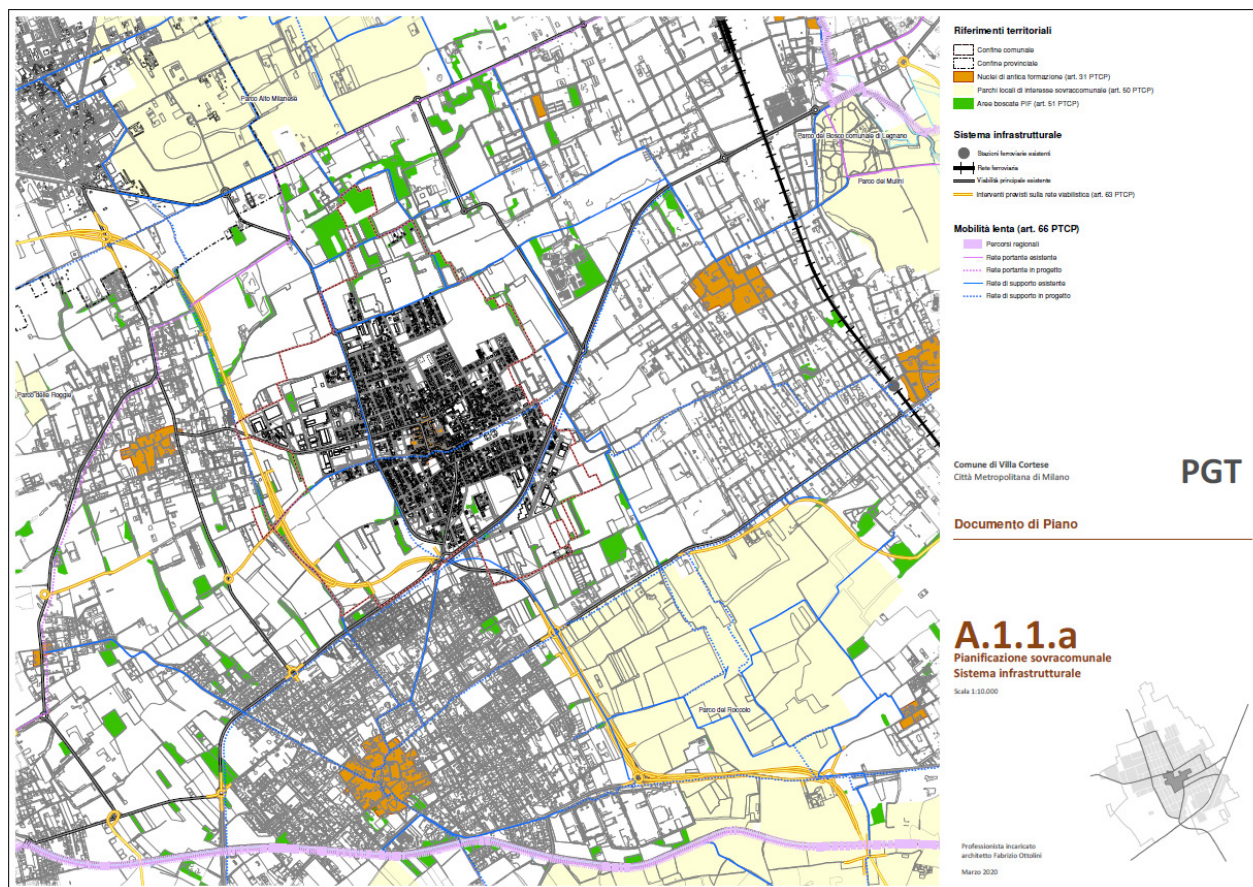 Riferimenti territoriali
Confine comunale
Confine provinciale
Nuclei di antica formazione (art. 31 PTCP)
Parchi locali di interesse sovraccomunale (art. 50 PTCP)
Aree boscate PIF (art. 51 PTCP)
Sistema infrastrutturale
Stazioni ferroviarie esistenti
Rete ferroviaria
Viabilità principale esistente
Interventi previsti sulla rete viabilistica (art. 63 PTCP)
Mobilità lenta (art. 66 PTCP)
Percorsi regionali
Rete portante esistente
Rete portante in progetto
Rete di supporto esistente
Rete di supporto in progetto
Parco Alto Milanese
Parco del Bosco comunale di Legnano
Parco dei Mulini
Parco delle Roggie
Parco del Roccolo
Comune di Villa Cortese
Città Metropolitana di Milano
PGT
Documento di Piano
A.1.1.a
Pianificazione sovracomunale
Sistema infrastrutturale
Scala 1:10.000
Professionista incaricato
architetto Fabrizio Ottolini
Marzo 2020